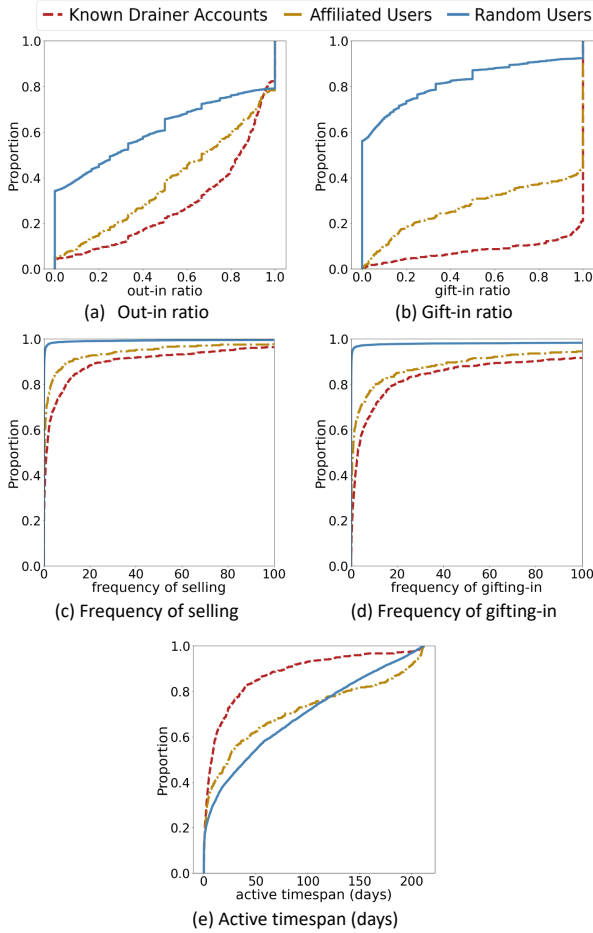 Known Drainer Accounts Affiliated Users Random Users
1.0 1.0
0.8 0.8
0.6 0.6
0.4 0.4
0.2 0.2
0.0 0.0
Proportion Proportion
0.0 0.2 0.4 0.6 0.8 1.0 0.0 0.2 0.4 0.6 0.8 1.0
out-in ratio gift-in ratio
(a) Out-in ratio (b) Gift-in ratio
1.0 1.0
0.8 0.8
0.6 0.6
0.4 0.4
0.2 0.2
0.0 0.0
Proportion Proportion
0 20 40 60 80 100 0 20 40 60 80 100
frequency of selling frequency of gifting-in
(c) Frequency of selling (d) Frequency of gifting-in
1.0
0.8
0.6
0.4
0.2
0.0
Proportion
0 50 100 150 200
active timespan (days)
(e) Active timespan (days)